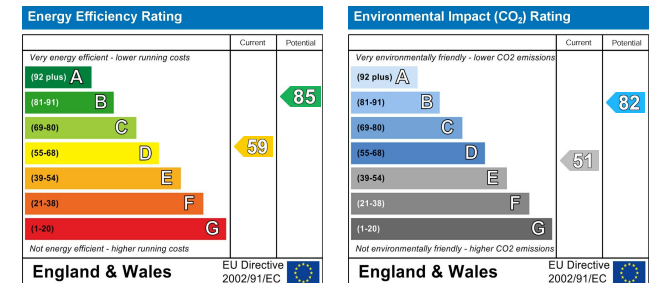 Energy Efficiency Rating
Current Potential
Very energy efficient - lower running costs
(92 plus) A
(81-91) B
85
(69-80) C
(55-68) D
59
(39-54) E
(21-38) F
(1-20) G
Not energy efficient - higher running costs
England & Wales
EU Directive
2002/91/EC
Environmental Impact (CO2) Rating
Current Potential
Very environmentally friendly - lower CO2 emissions
(92 plus) A
(81-91) B
82
(69-80) C
(55-68) D
(39-54) E
51
(21-38) F
(1-20) G
Not environmentally friendly - higher CO2 emissions
England & Wales
EU Directive
2002/91/EC